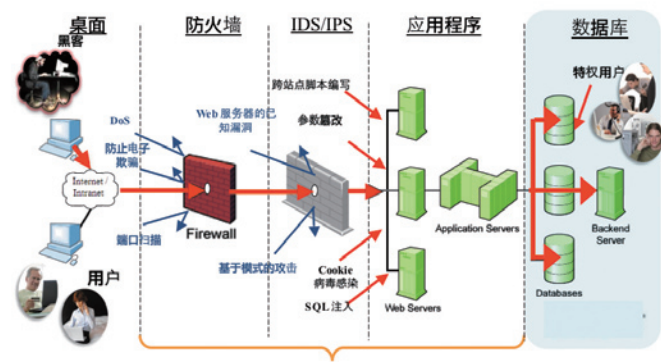 桌面
防火墙
IDS/IPS
应用程序
数据库
黑客
跨站点脚本编写
特权用户
DoS
Web 服务器的已
知漏洞
参数篡改
防止电子
欺骗
Internet /
Intranet
Firewall
Application Servers
Backend
Server
端口扫描
基于模式的攻击
用户
Cookie
病毒感染
SQL 注入
Web Servers
Databases